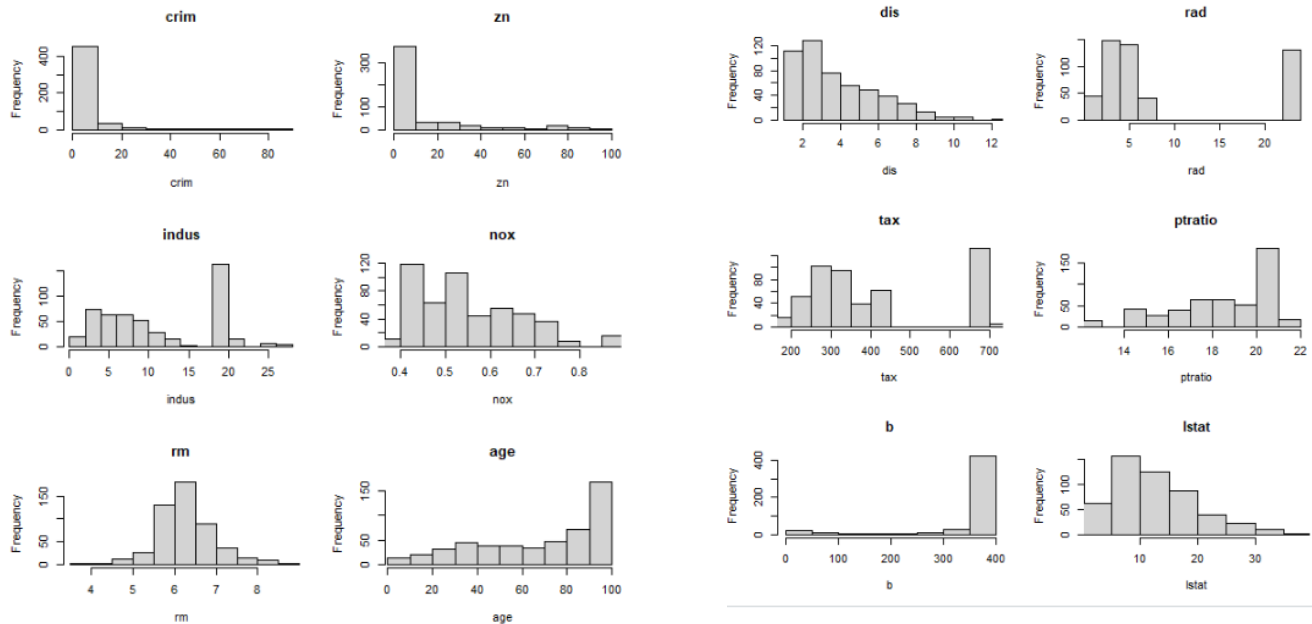 crim
Frequency
0 200 400
0 20 40 60 80
crim
zn
Frequency
0 100 300
0 20 40 60 80 100
zn
dis
Frequency
0 40 80 120
2 4 6 8 10 12
dis
rad
Frequency
0 50 100
5 10 15 20
rad
indus
Frequency
0 50 100
0 5 10 15 20 25
indus
nox
Frequency
0 40 80 120
0.4 0.5 0.6 0.7 0.8
nox
tax
Frequency
0 40 80
200 300 400 500 600 700
tax
ptratio
Frequency
0 50 150
14 16 18 20 22
ptratio
rm
Frequency
0 50 150
4 5 6 7 8
rm
age
Frequency
0 50 150
0 20 40 60 80 100
age
b
Frequency
0 200 400
0 100 200 300 400
b
lstat
Frequency
0 50 100
10 20 30
lstat